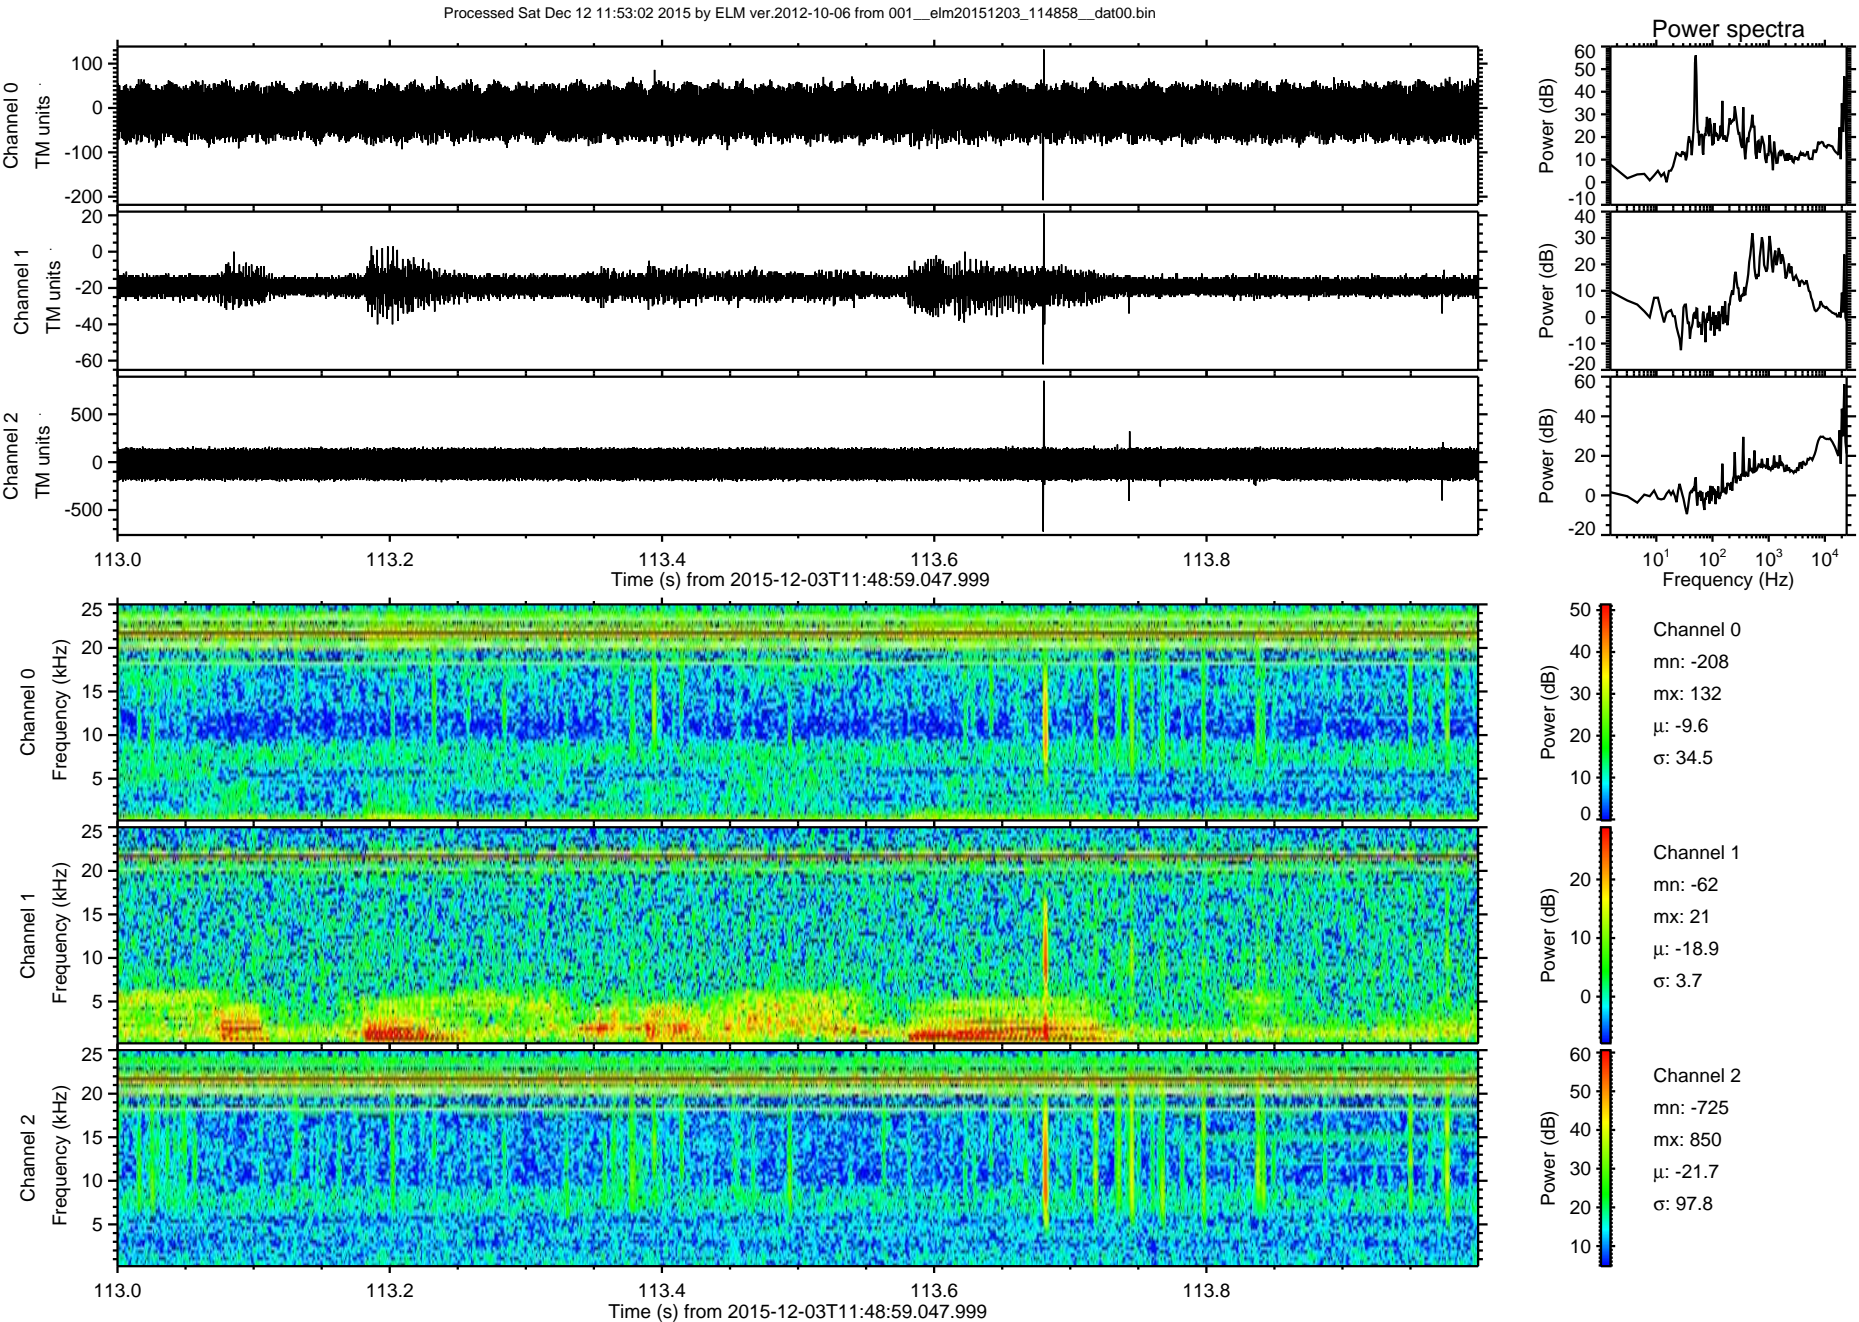 Processed Sat Dec 12 11:53:02 2015 by ELM ver.2012-10-06 from 001__elm20151203_114858__dat00.bin
Power spectra
Channel 0
TM units
100
0
-100
-200
Power (dB)
60
50
40
30
20
10
0
-10
Channel 1
TM units
20
0
-20
-40
-60
Power (dB)
40
30
20
10
0
-10
-20
Channel 2
TM units
500
0
-500
Power (dB)
60
40
20
0
-20
113.0 113.2 113.4 113.6 113.8
Time (s) from 2015-12-03T11:48:59.047.999
10^1 10^2 10^3 10^4
Frequency (Hz)
Channel 0
Frequency (kHz)
25
20
15
10
5
Power (dB)
50
40
30
20
10
0
Channel 0
mn: -208
mx: 132
μ: -9.6
σ: 34.5
Channel 1
Frequency (kHz)
25
20
15
10
5
Power (dB)
20
10
0
Channel 1
mn: -62
mx: 21
μ: -18.9
σ: 3.7
Channel 2
Frequency (kHz)
25
20
15
10
5
Power (dB)
60
50
40
30
20
10
Channel 2
mn: -725
mx: 850
μ: -21.7
σ: 97.8
113.0 113.2 113.4 113.6 113.8
Time (s) from 2015-12-03T11:48:59.047.999